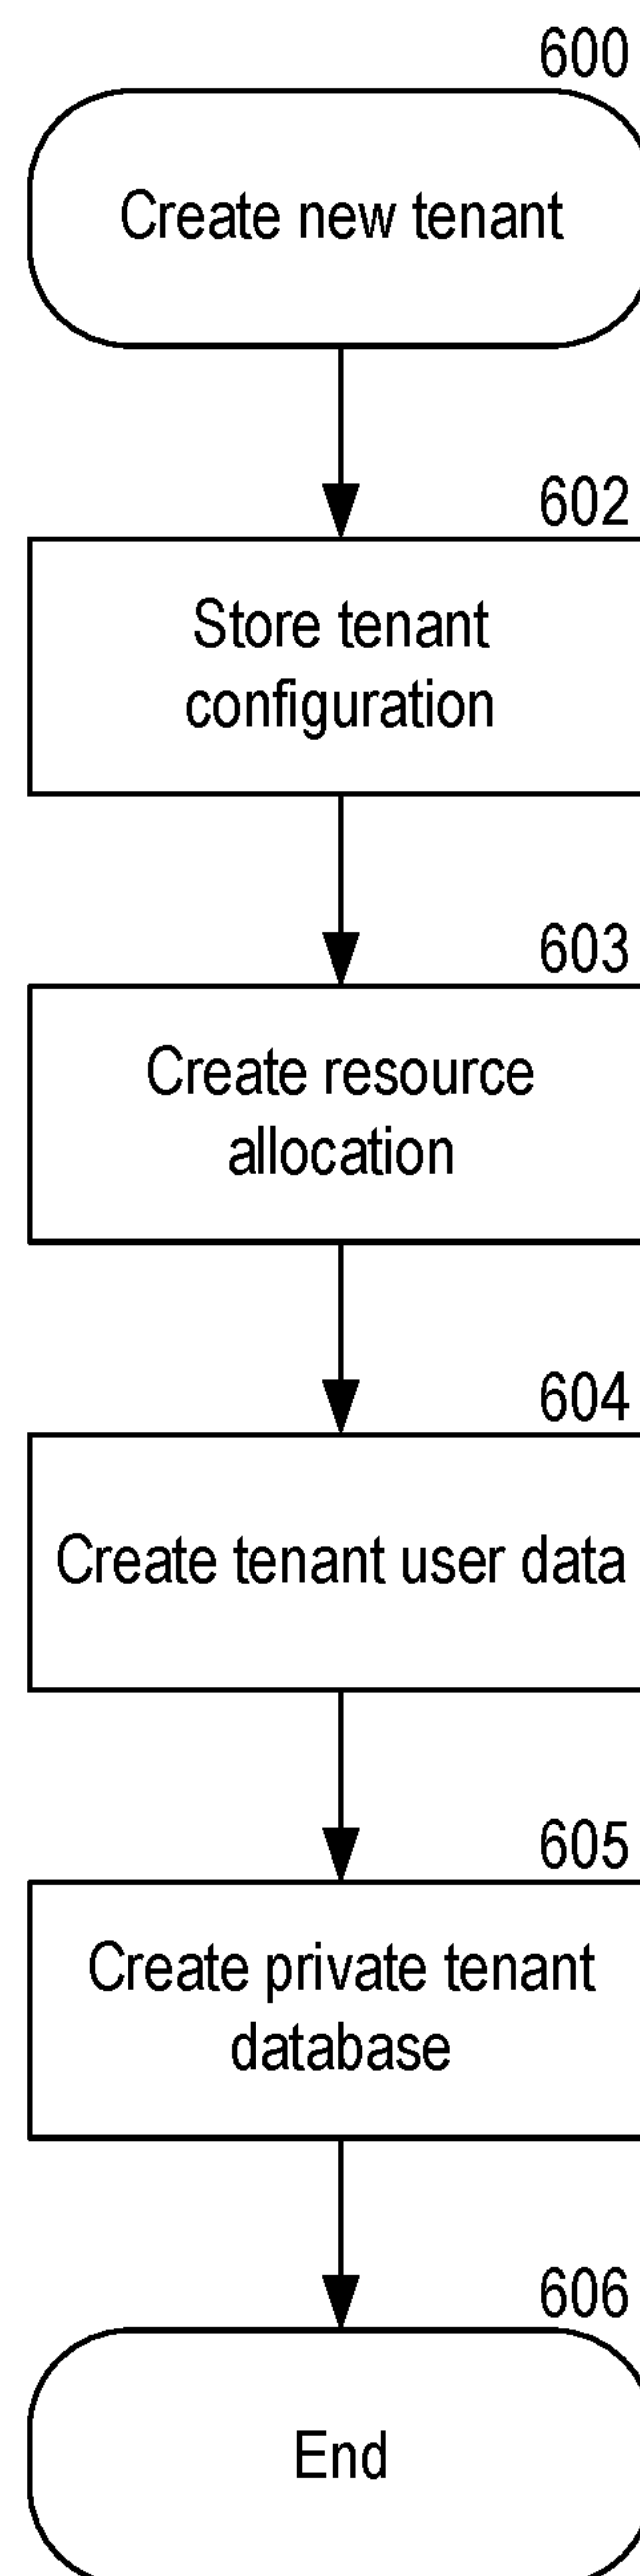 600
Create new tenant
602
Store tenant
configuration
603
Create resource
allocation
604
Create tenant user data
605
Create private tenant
database
606
End